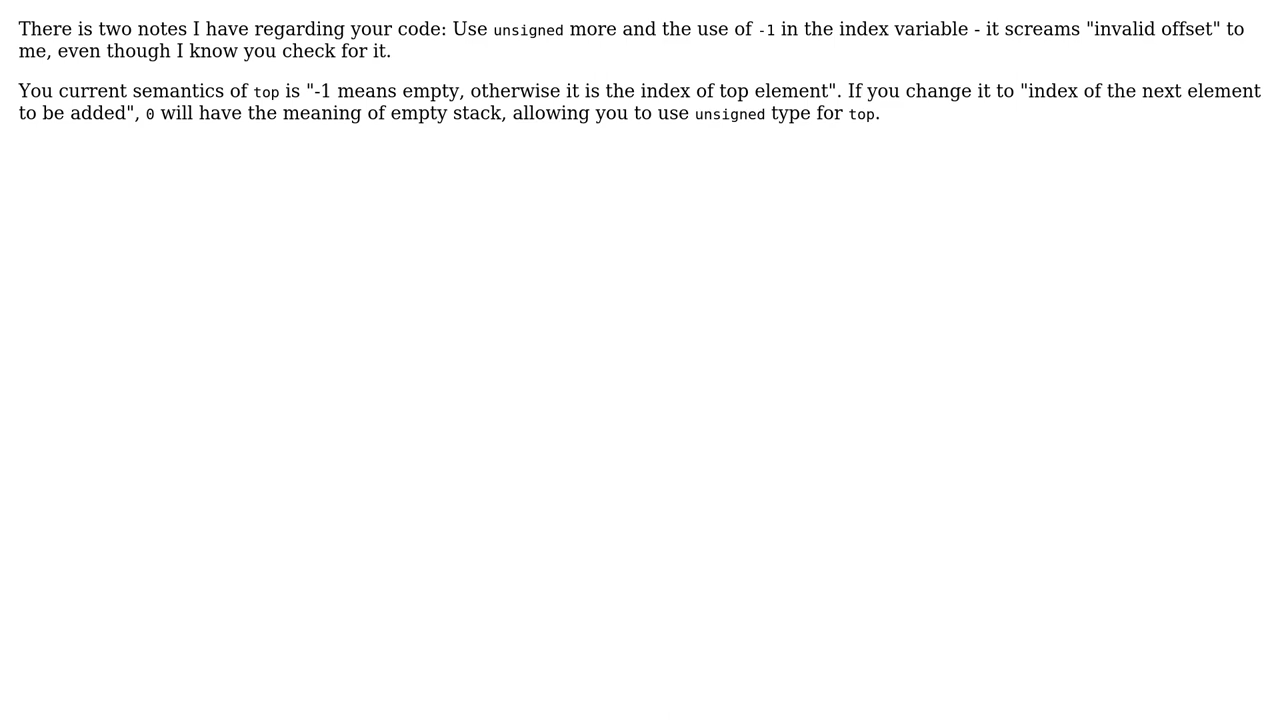 There is two notes I have regarding your code: Use unsigned more and the use of -1 in the index variable - it screams "invalid offset" to
me, even though I know you check for it.
You current semantics of top is "-1 means empty, otherwise it is the index of top element". If you change it to "index of the next element
to be added", 0 will have the meaning of empty stack, allowing you to use unsigned type for top.